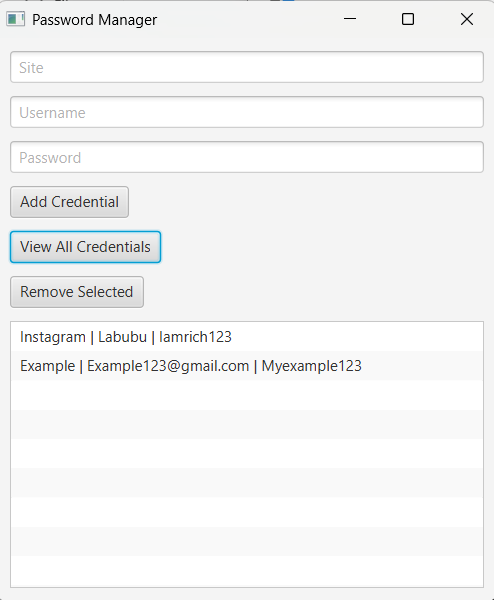 Password Manager
Site
Username
Password
Add Credential
View All Credentials
Remove Selected
Instagram | Labubu | Iamrich123
Example | Example123@gmail.com | Myexample123